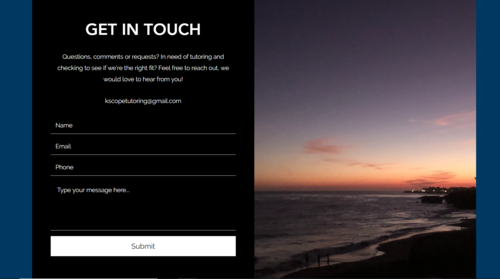 GET IN TOUCH
Questions, comments or requests? In need of tutoring and
checking to see if we're the right fit? Feel free to reach out, we
would love to hear from you!
kscopetutoring@gmail.com
Name
Email
Phone
Type your message here...
Submit